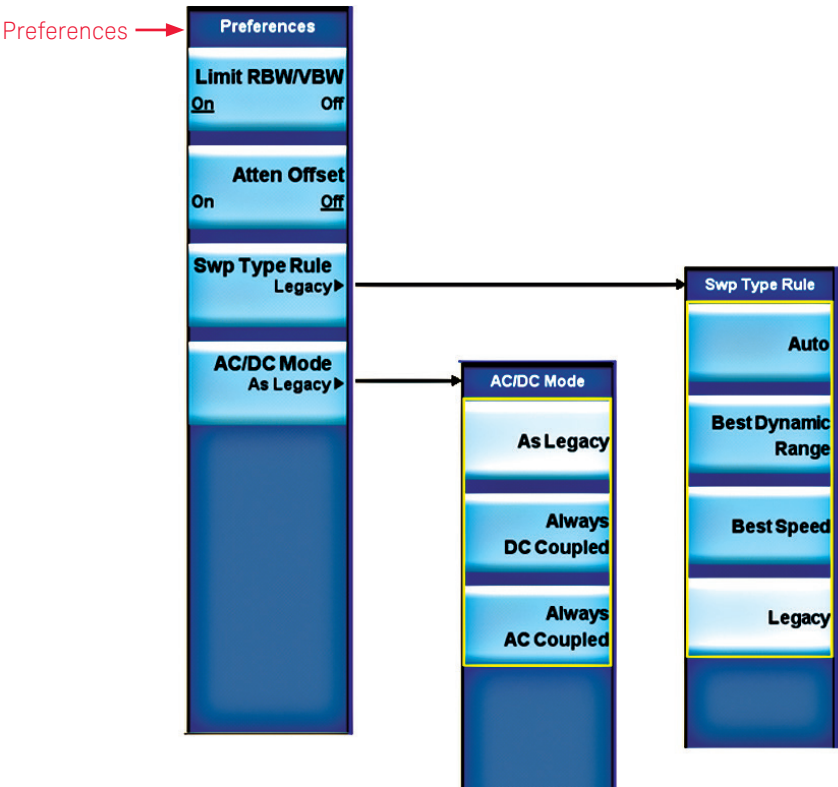 Preferences
Preferences
Limit RBW/VBW
On Off
Atten Offset
On Off
Swp Type Rule
Legacy▶
AC/DC Mode
As Legacy▶
AC/DC Mode
As Legacy
Always
DC Coupled
Always
AC Coupled
Swp Type Rule
Auto
Best Dynamic
Range
Best Speed
Legacy